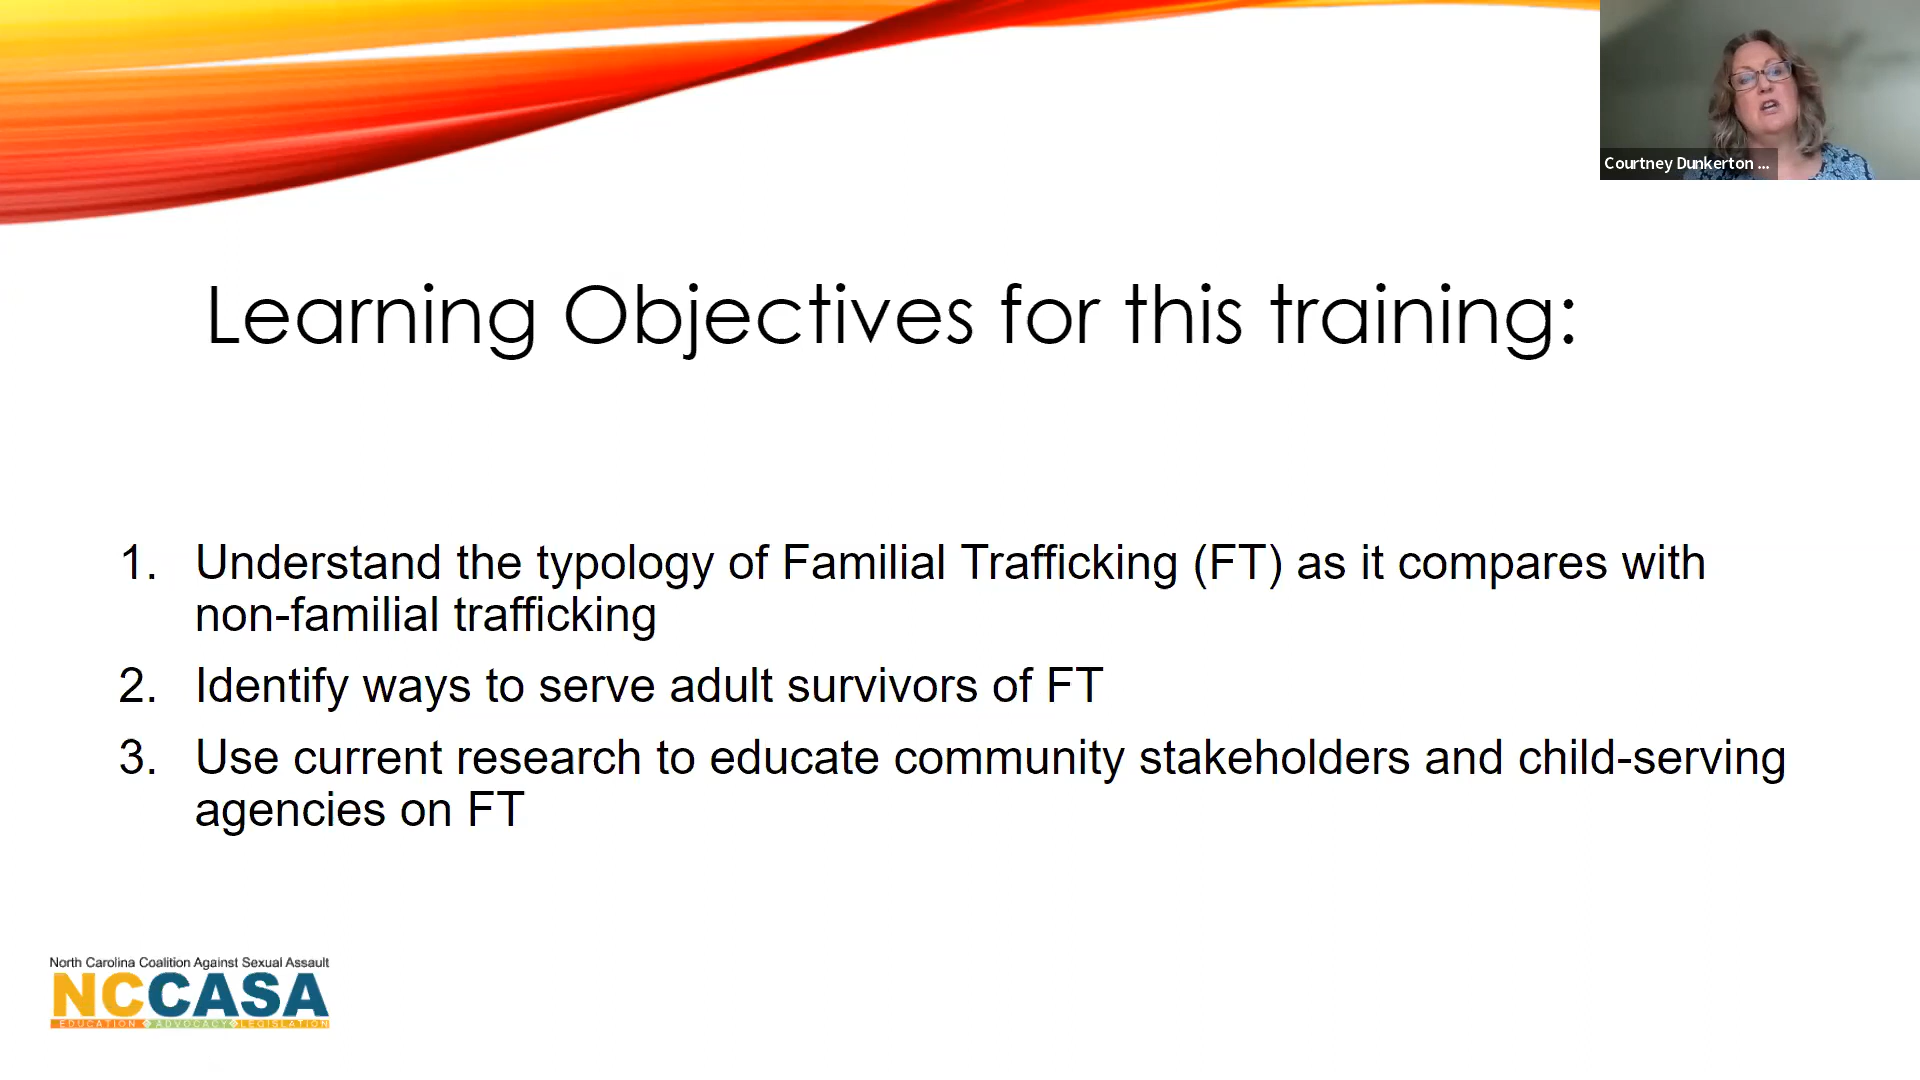 Courtney Dunkerton ...
Learning Objectives for this training:
1. Understand the typology of Familial Trafficking (FT) as it compares with
non-familial trafficking
2. Identify ways to serve adult survivors of FT
3. Use current research to educate community stakeholders and child-serving
agencies on FT
North Carolina Coalition Against Sexual Assault
NCCASA
EDUCATION ADVOCACY LEGISLATION